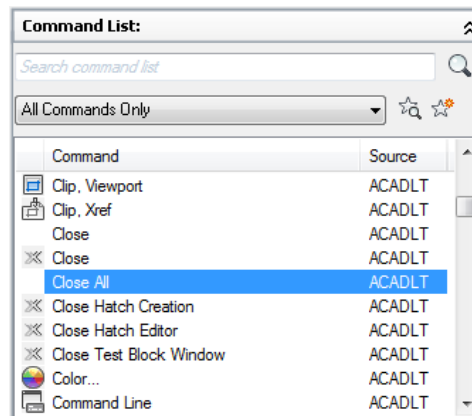 Command List:
Search command list
All Commands Only
Command Source
Clip, Viewport ACADLT
Clip, Xref ACADLT
Close ACADLT
Close ACADLT
Close All ACADLT
Close Hatch Creation ACADLT
Close Hatch Editor ACADLT
Close Test Block Window ACADLT
Color... ACADLT
Command Line ACADLT